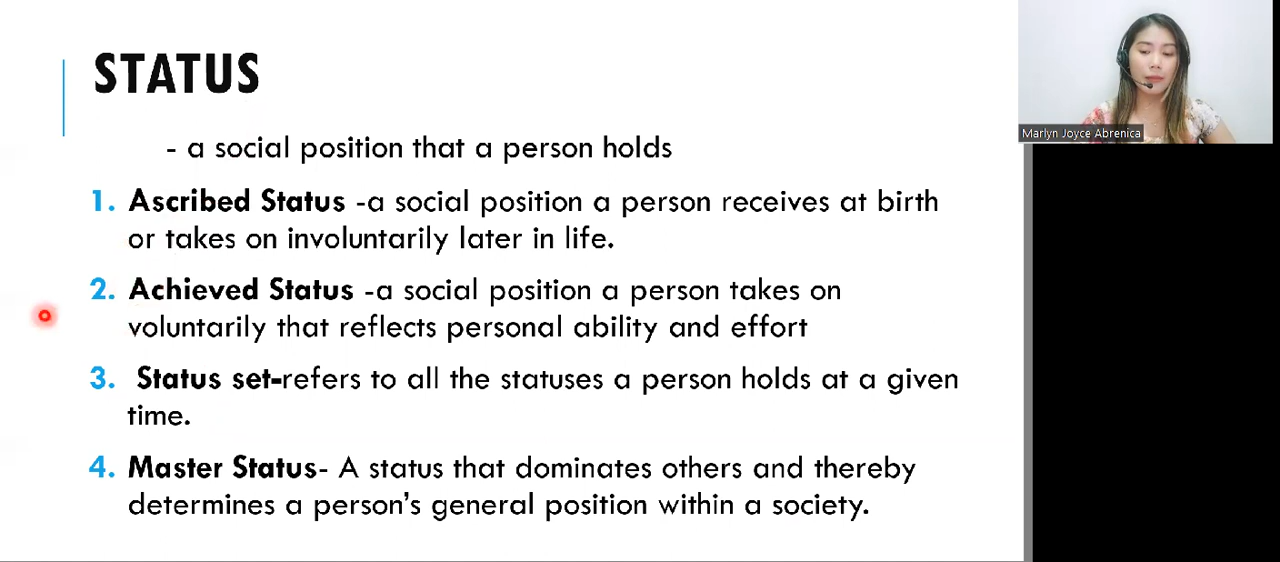 STATUS
- a social position that a person holds
1. Ascribed Status -a social position a person receives at birth
or takes on involuntarily later in life.
2. Achieved Status -a social position a person takes on
voluntarily that reflects personal ability and effort
3. Status set-refers to all the statuses a person holds at a given
time.
4. Master Status- A status that dominates others and thereby
determines a person’s general position within a society.
Marlyn Joyce Abrenica